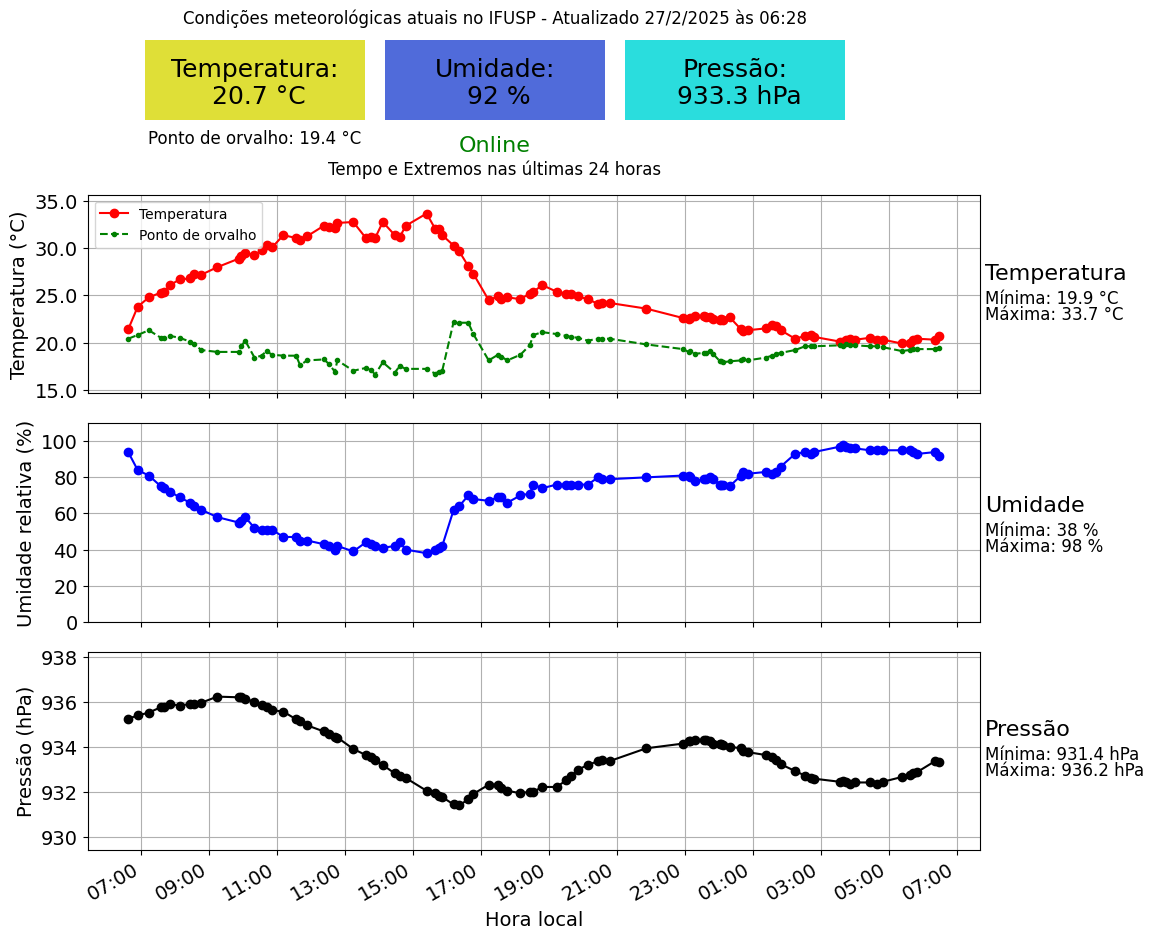 Condições meteorológicas atuais no IFUSP - Atualizado 27/2/2025 às 06:28
Temperatura:
20.7 °C
Umidade:
92 %
Pressão:
933.3 hPa
Ponto de orvalho: 19.4 °C
Online
Tempo e Extremos nas últimas 24 horas
Temperatura (°C)
35.0
30.0
25.0
20.0
15.0
Temperatura
Ponto de orvalho
Temperatura
Mínima: 19.9 °C
Máxima: 33.7 °C
Umidade relativa (%)
100
80
60
40
20
0
Umidade
Mínima: 38 %
Máxima: 98 %
Pressão (hPa)
938
936
934
932
930
Pressão
Mínima: 931.4 hPa
Máxima: 936.2 hPa
07:00 09:00 11:00 13:00 15:00 17:00 19:00 21:00 23:00 01:00 03:00 05:00 07:00
Hora local